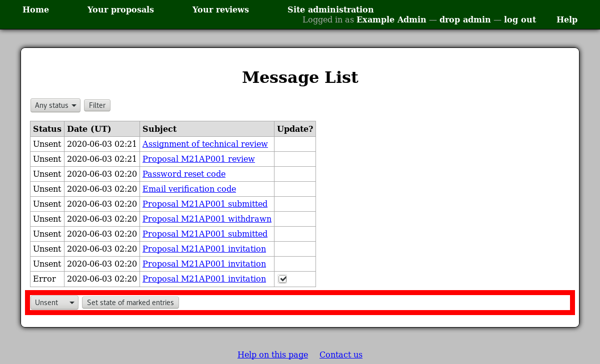 Home Your proposals Your reviews Site administration
Logged in as Example Admin — drop admin — log out Help
Message List
Any status Filter
Status Date (UT) Subject Update?
Unsent 2020-06-03 02:21 Assignment of technical review
Unsent 2020-06-03 02:21 Proposal M21AP001 review
Unsent 2020-06-03 02:20 Password reset code
Unsent 2020-06-03 02:20 Email verification code
Unsent 2020-06-03 02:20 Proposal M21AP001 submitted
Unsent 2020-06-03 02:20 Proposal M21AP001 withdrawn
Unsent 2020-06-03 02:20 Proposal M21AP001 submitted
Unsent 2020-06-03 02:20 Proposal M21AP001 invitation
Unsent 2020-06-03 02:20 Proposal M21AP001 invitation
Error 2020-06-03 02:20 Proposal M21AP001 invitation
Unsent Set state of marked entries
Help on this page Contact us